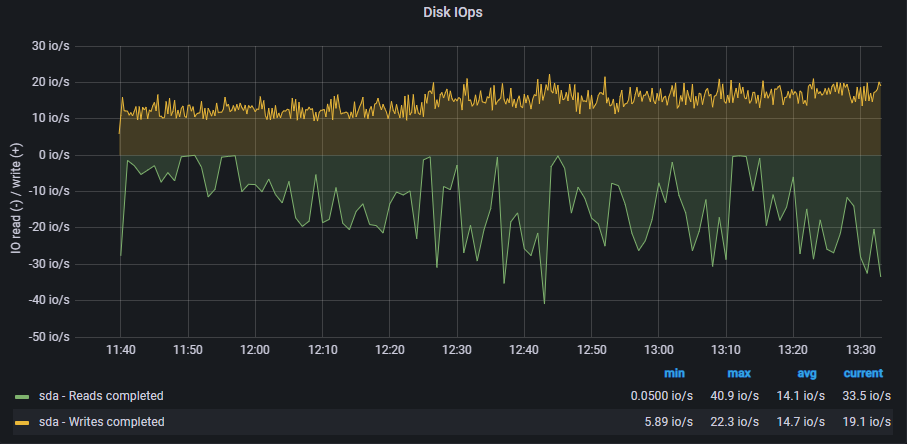 Disk IOps
IO read (-) / write (+)
30 io/s
20 io/s
10 io/s
0 io/s
-10 io/s
-20 io/s
-30 io/s
-40 io/s
-50 io/s
11:40 11:50 12:00 12:10 12:20 12:30 12:40 12:50 13:00 13:10 13:20 13:30
min max avg current
sda - Reads completed 0.0500 io/s 40.9 io/s 14.1 io/s 33.5 io/s
sda - Writes completed 5.89 io/s 22.3 io/s 14.7 io/s 19.1 io/s